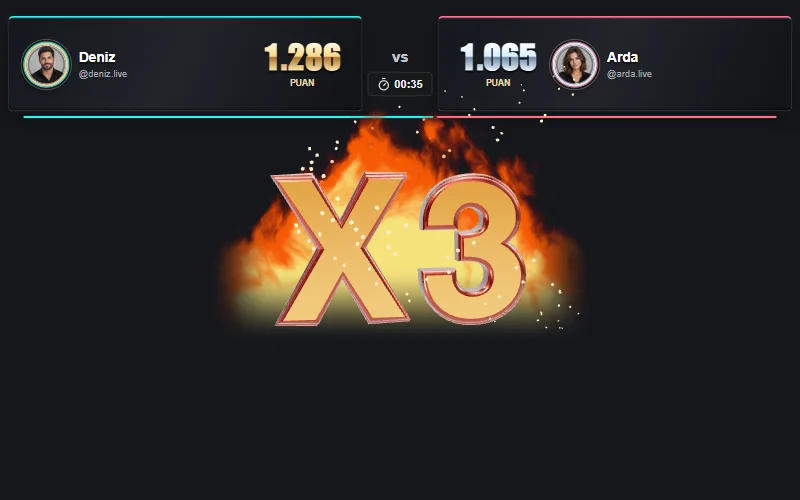 Deniz
@deniz.live
1.286
PUAN
vs
00:35
1.065
PUAN
Arda
@arda.live
X3